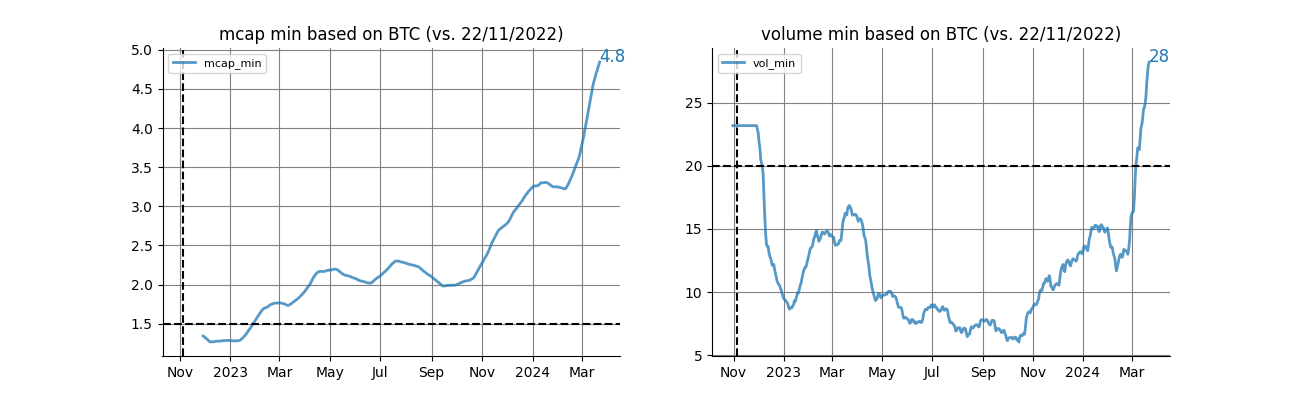 mcap min based on BTC (vs. 22/11/2022)
4.8
mcap_min
5.0
4.5
4.0
3.5
3.0
2.5
2.0
1.5
Nov 2023 Mar May Jul Sep Nov 2024 Mar
volume min based on BTC (vs. 22/11/2022)
28
vol_min
25
20
15
10
5
Nov 2023 Mar May Jul Sep Nov 2024 Mar